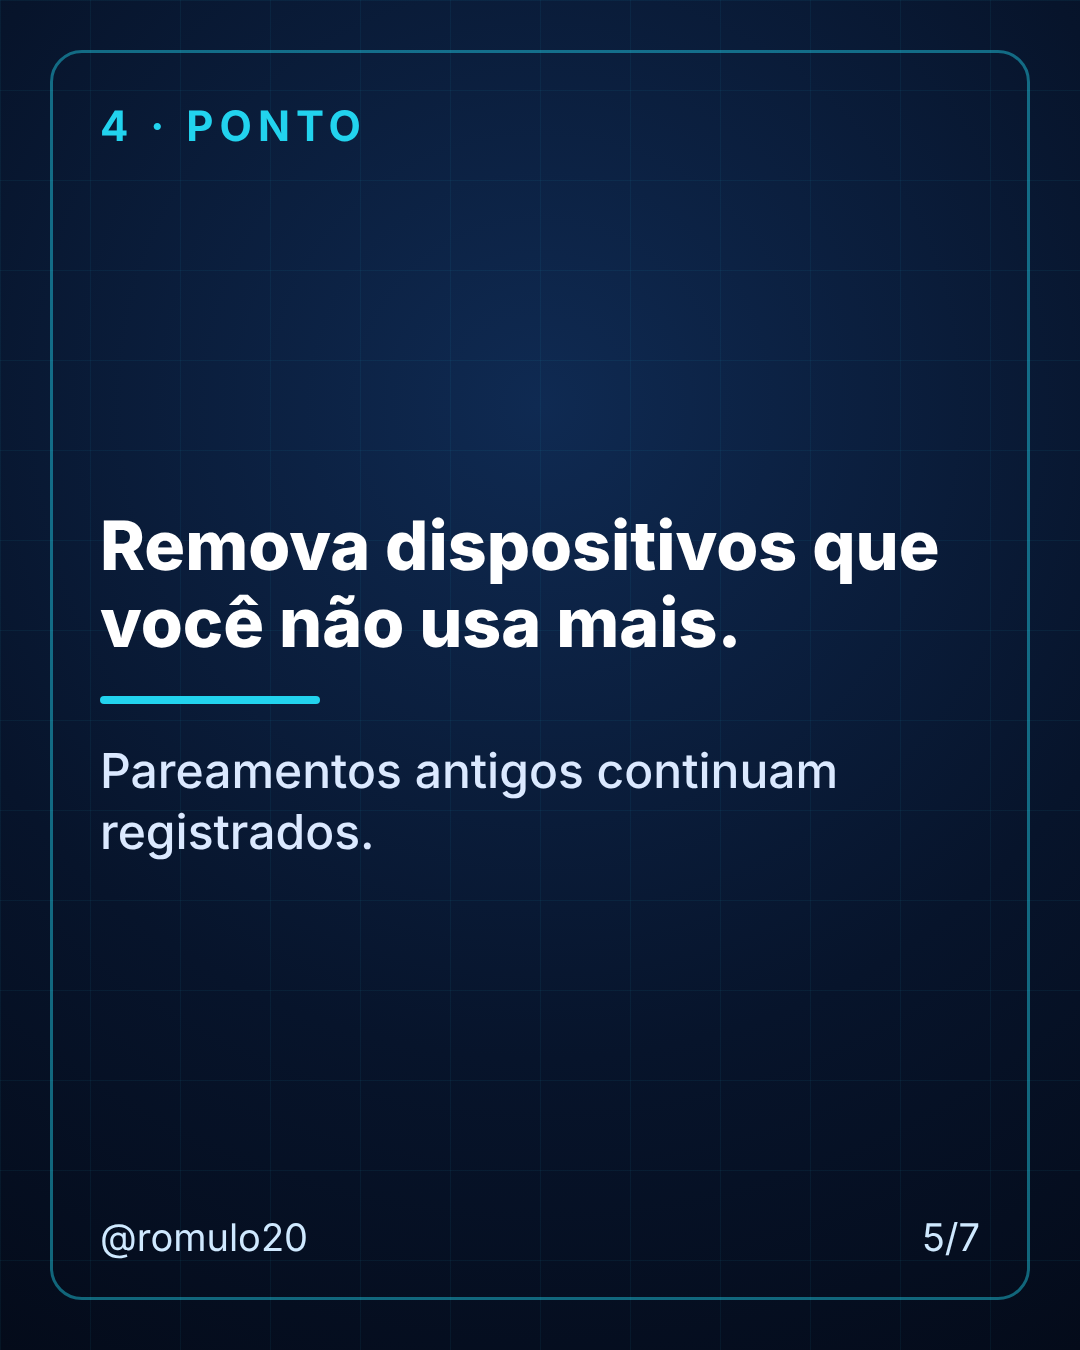 4 · PONTO
Remova dispositivos que
você não usa mais.
Pareamentos antigos continuam
registrados.
@romulo20
5/7